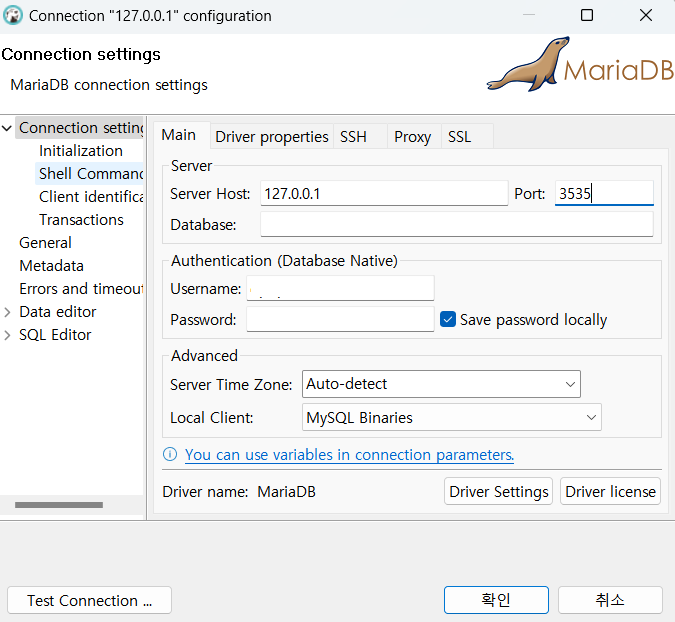 Connection "127.0.0.1" configuration
Connection settings
MariaDB connection settings
MariaDB
Connection setting
Initialization
Shell Command
Client identifica
Transactions
General
Metadata
Errors and timeout
Data editor
SQL Editor
Main Driver properties SSH Proxy SSL
Server
Server Host: 127.0.0.1 Port: 3535
Database:
Authentication (Database Native)
Username:
Password: Save password locally
Advanced
Server Time Zone: Auto-detect
Local Client: MySQL Binaries
You can use variables in connection parameters.
Driver name: MariaDB Driver Settings Driver license
Test Connection ... 확인 취소